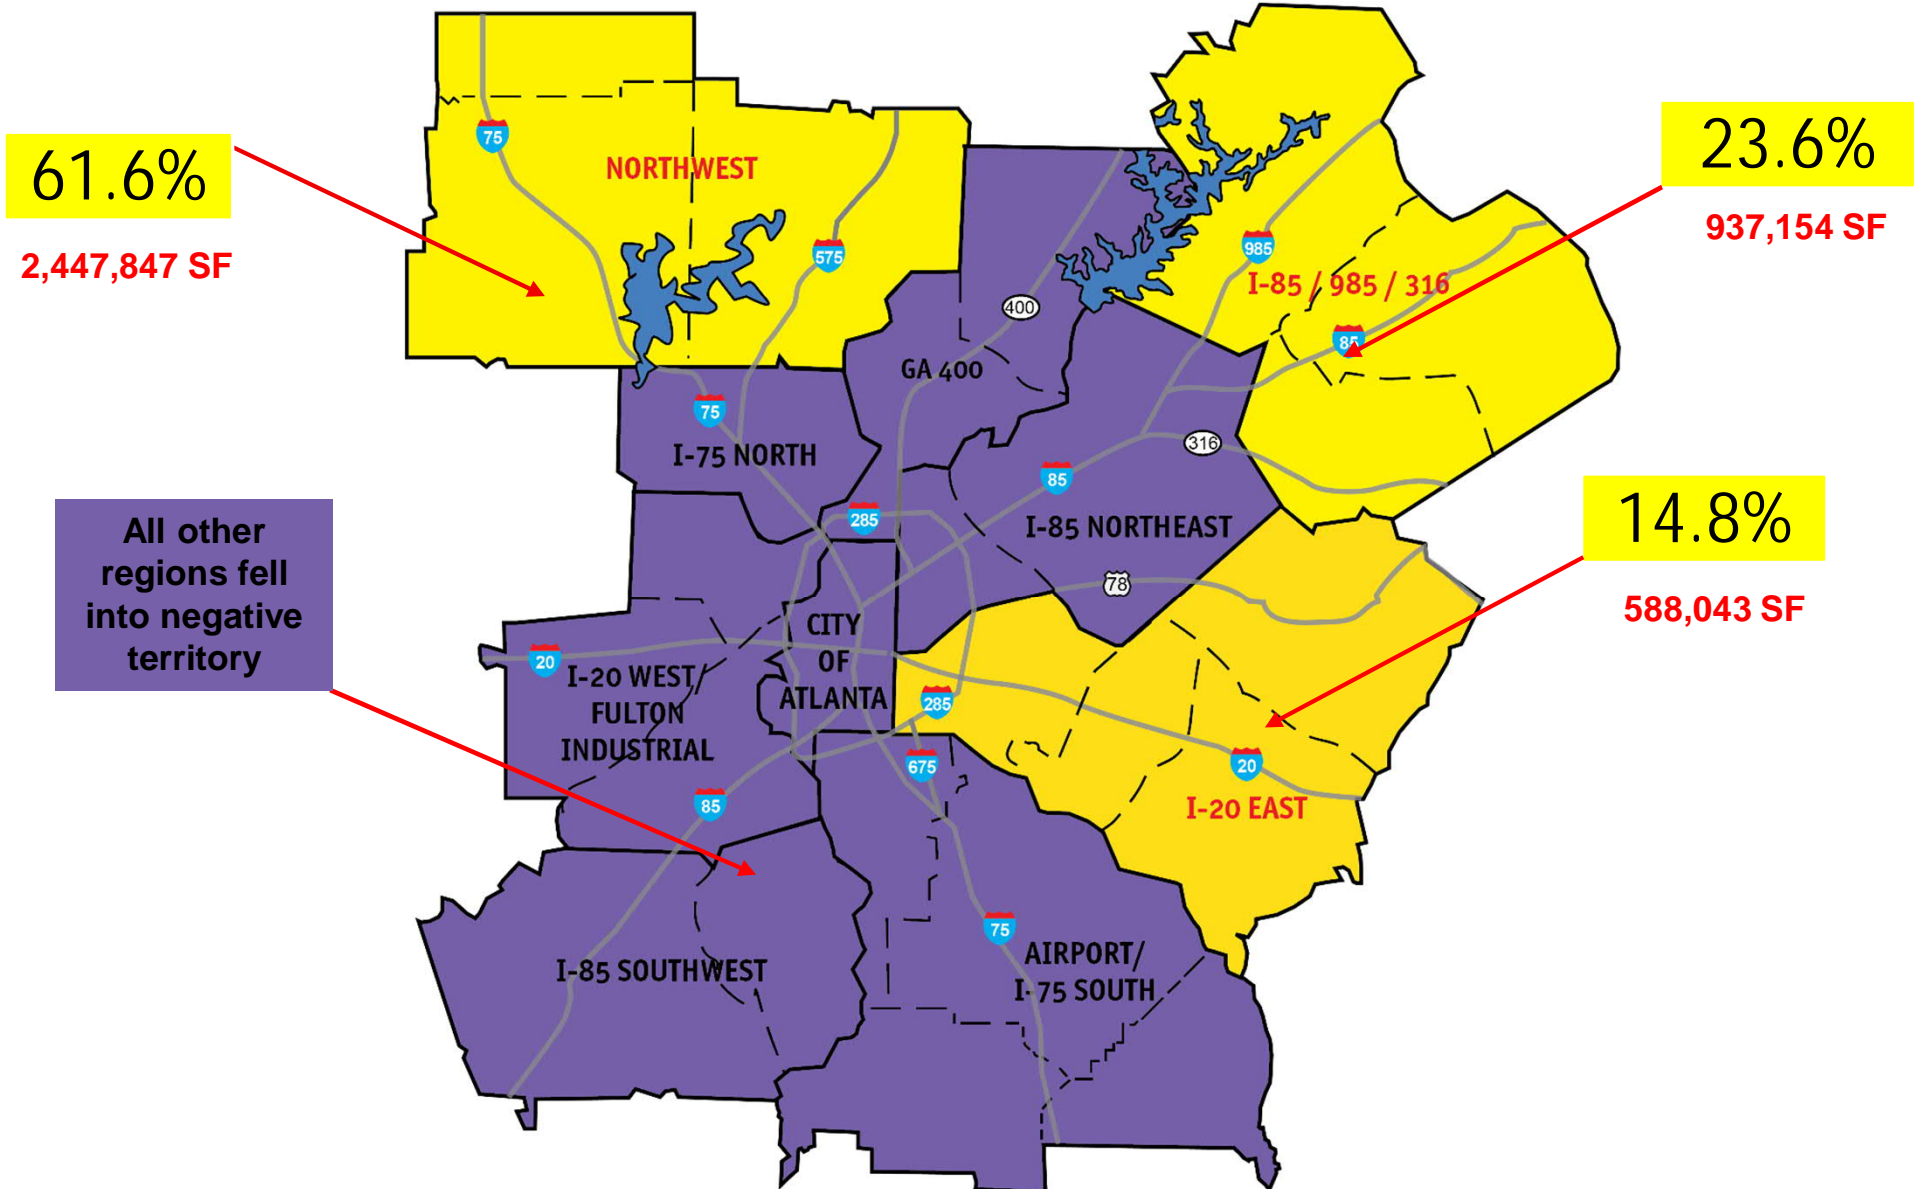 61.6%
2,447,847 SF
23.6%
937,154 SF
14.8%
588,043 SF
All other
regions fell
into negative
territory
NORTHWEST
75
575
985
I-85 / 985 / 316
85
400
GA 400
75
I-75 NORTH
316
85
285
I-85 NORTHEAST
78
CITY
OF
ATLANTA
20
I-20 WEST/
FULTON
INDUSTRIAL
285
675
20
I-20 EAST
85
75
AIRPORT/
I-75 SOUTH
I-85 SOUTHWEST